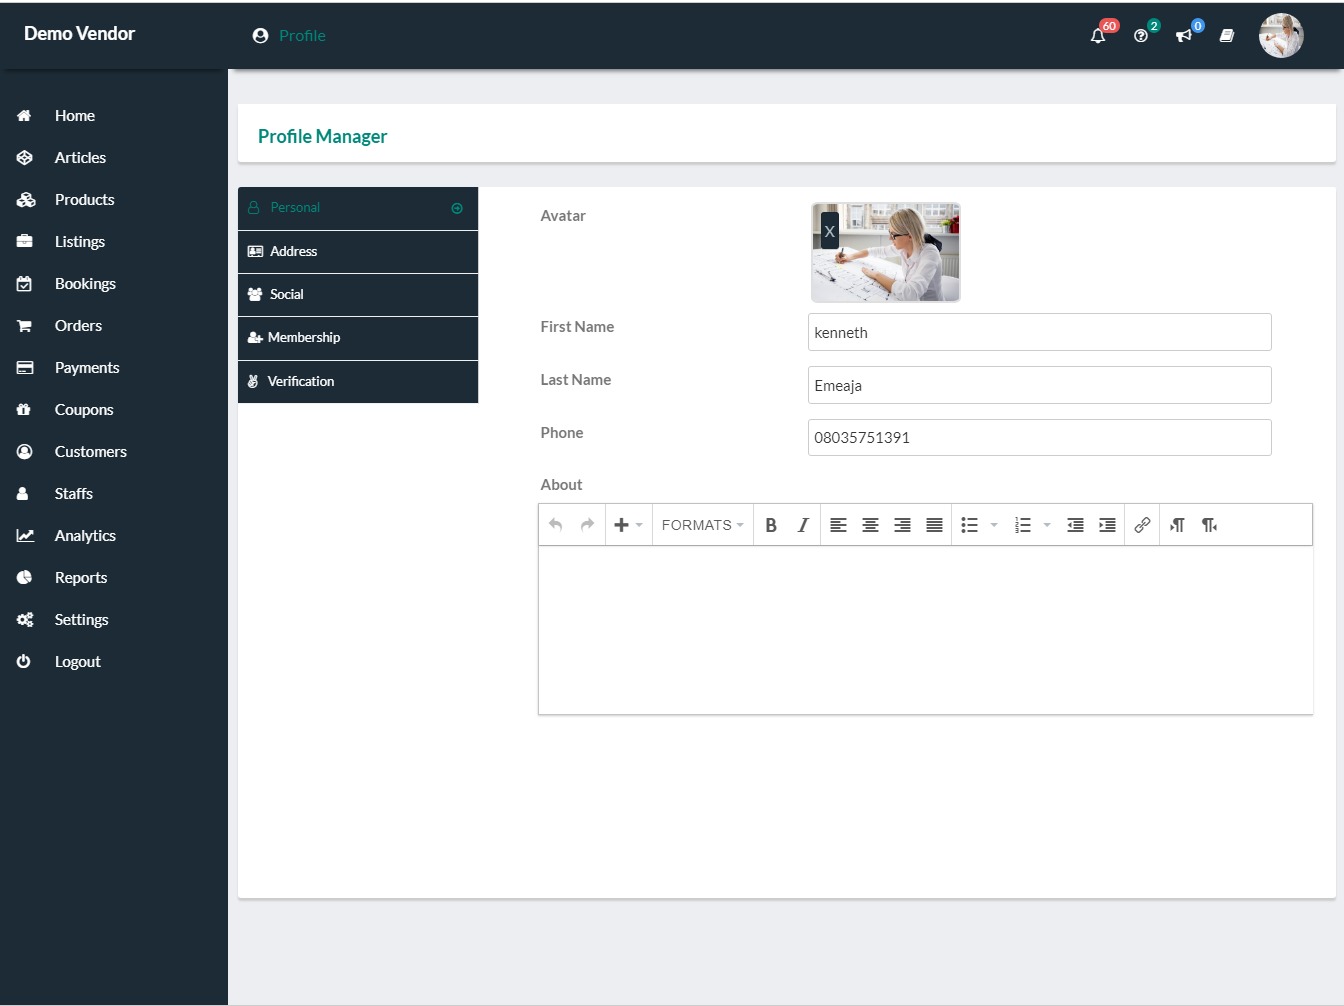 Demo Vendor
Profile
60
2
0
Home
Articles
Products
Listings
Bookings
Orders
Payments
Coupons
Customers
Staffs
Analytics
Reports
Settings
Logout
Profile Manager
Personal
Address
Social
Membership
Verification
Avatar
X
First Name
kenneth
Last Name
Emeaja
Phone
08035751391
About
FORMATS